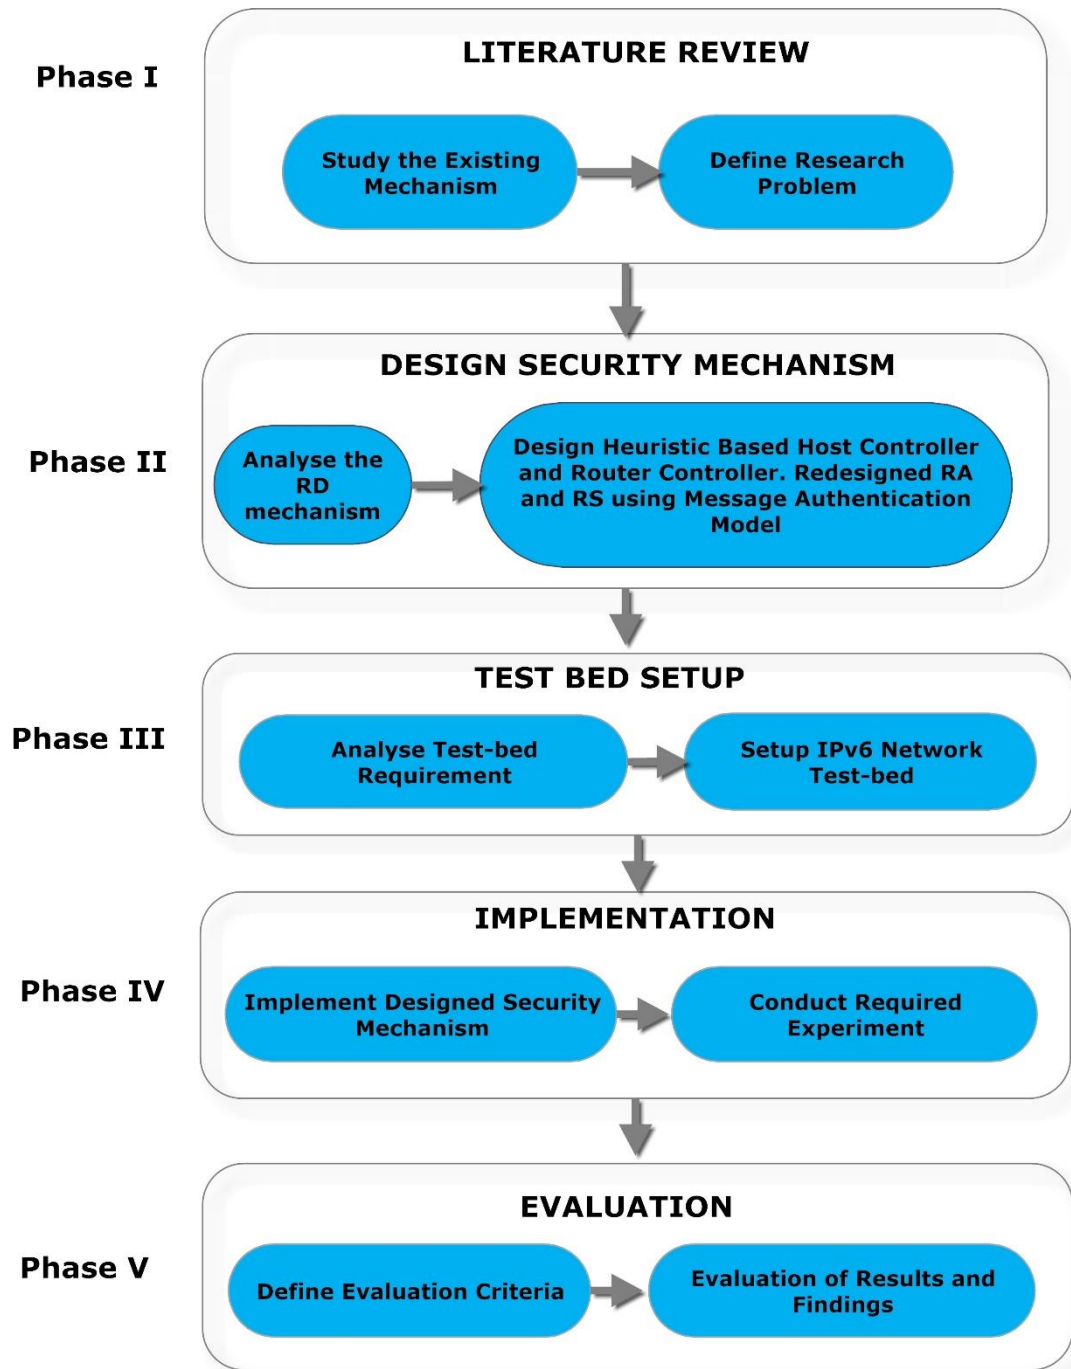 Phase I
LITERATURE REVIEW
Study the Existing
Mechanism
Define Research
Problem
Phase II
DESIGN SECURITY MECHANISM
Analyse the
RD
mechanism
Design Heuristic Based Host Controller
and Router Controller. Redesigned RA
and RS using Message Authentication
Model
Phase III
TEST BED SETUP
Analyse Test-bed
Requirement
Setup IPv6 Network
Test-bed
Phase IV
IMPLEMENTATION
Implement Designed Security
Mechanism
Conduct Required
Experiment
Phase V
EVALUATION
Define Evaluation Criteria
Evaluation of Results and
Findings